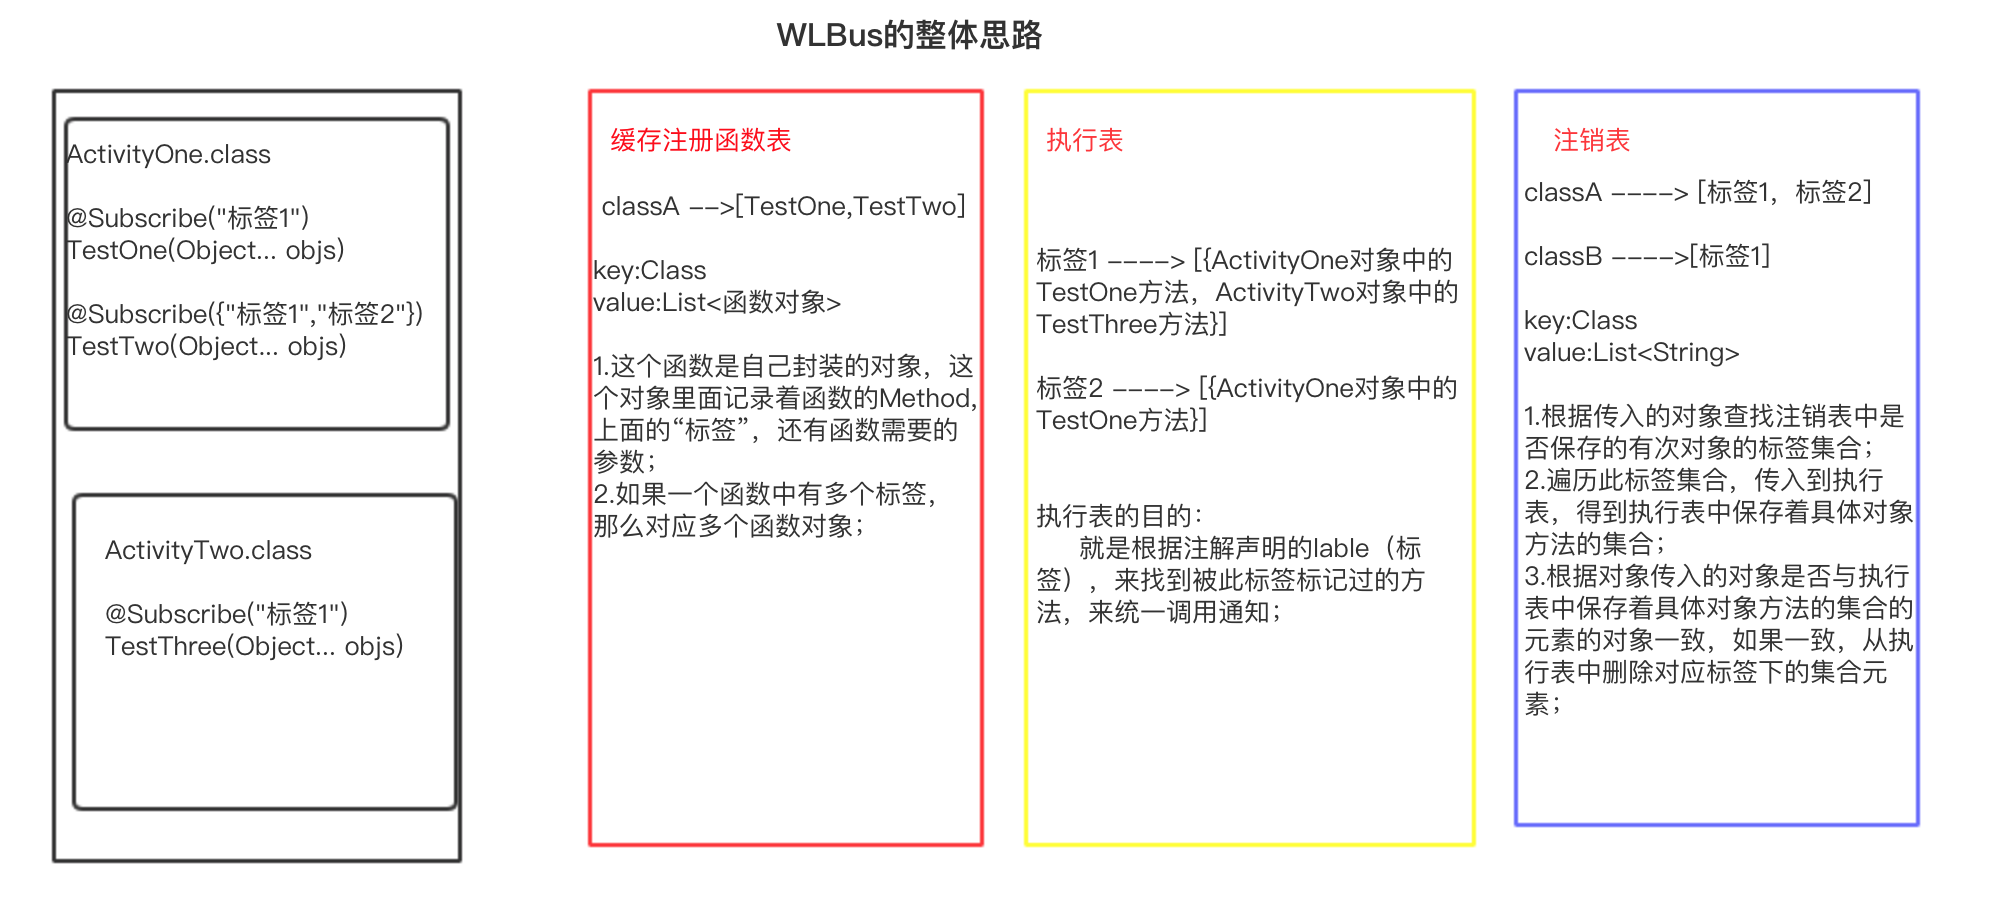 WLBus的整体思路
ActivityOne.class
@Subscribe("标签1")
TestOne(Object... objs)
@Subscribe({"标签1","标签2"})
TestTwo(Object... objs)
ActivityTwo.class
@Subscribe("标签1")
TestThree(Object... objs)
缓存注册函数表
classA -->[TestOne,TestTwo]
key:Class
value:List<函数对象>
1.这个函数是自己封装的对象，这
个对象里面记录着函数的Method,
上面的“标签”，还有函数需要的
参数；
2.如果一个函数中有多个标签，
那么对应多个函数对象；
执行表
标签1 ----> [{ActivityOne对象中的
TestOne方法，ActivityTwo对象中的
TestThree方法}]
标签2 ----> [{ActivityOne对象中的
TestOne方法}]
执行表的目的：
就是根据注解声明的lable（标
签），来找到被此标签标记过的方
法，来统一调用通知；
注销表
classA ----> [标签1，标签2]
classB ---->[标签1]
key:Class
value:List<String>
1.根据传入的对象查找注销表中是
否保存的有次对象的标签集合；
2.遍历此标签集合，传入到执行
表，得到执行表中保存着具体对象
方法的集合；
3.根据对象传入的对象是否与执行
表中保存着具体对象方法的集合的
元素的对象一致，如果一致，从执
行表中删除对应标签下的集合元
素；